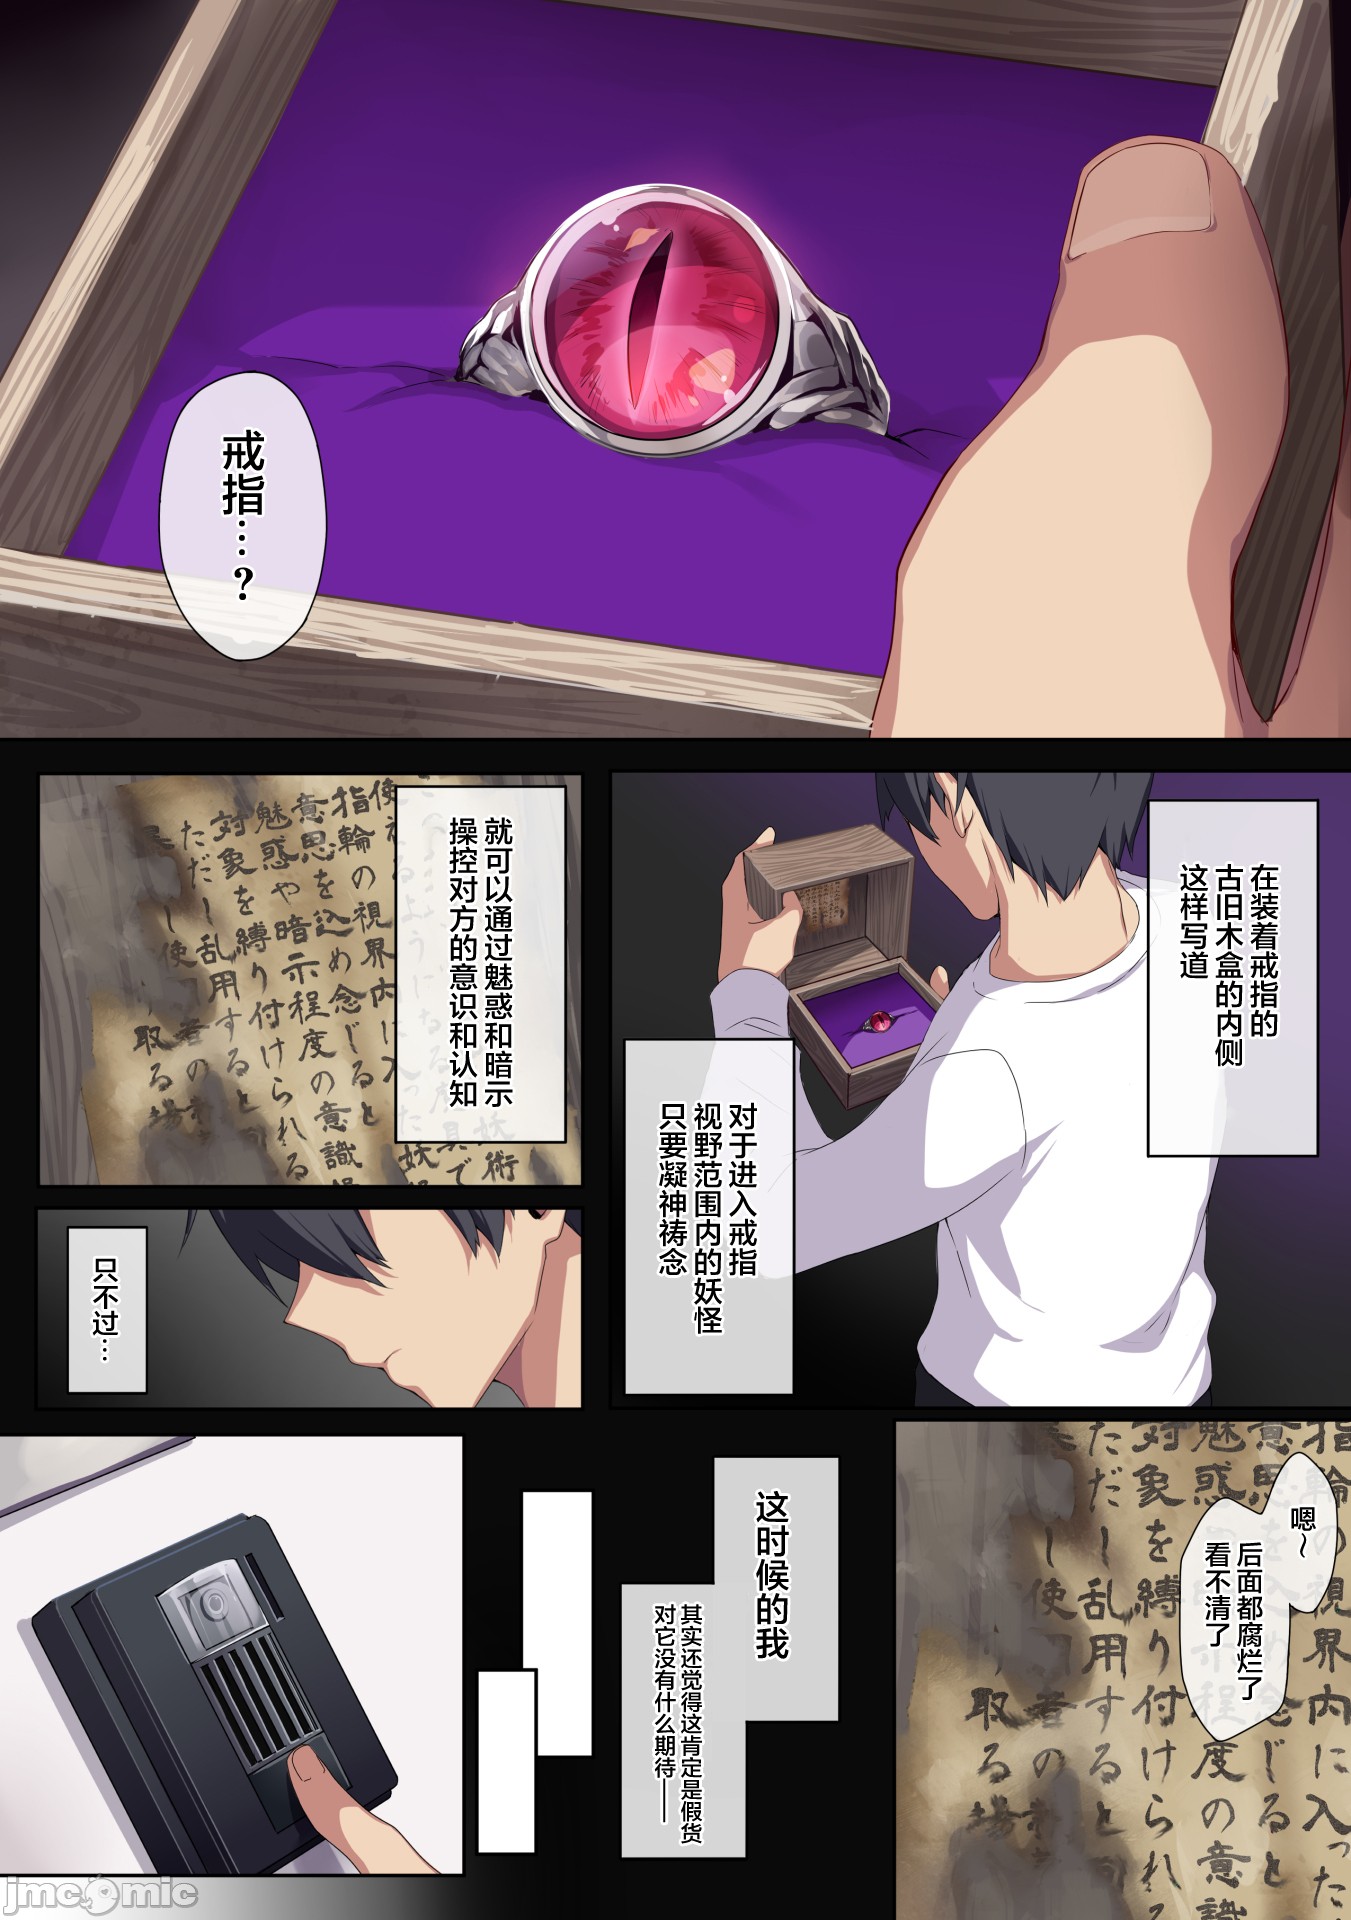 戒指…?
在装着戒指的
古旧木盒的内侧
这样写道
对于进入戒指
视野范围内的妖怪
只要凝神祷念
就可以通过魅惑和暗示
操控对方的意识和认知
指輪の視界内に入
意思を込め念じると
魅惑や暗示程度の意識
対象を縛り付けられる
ただし乱用すると
取る
只不过…
嗯~
后面都腐烂了
看不清了
这时候的我
其实还觉得这肯定是假货
对它没有什么期待——
jmcomic